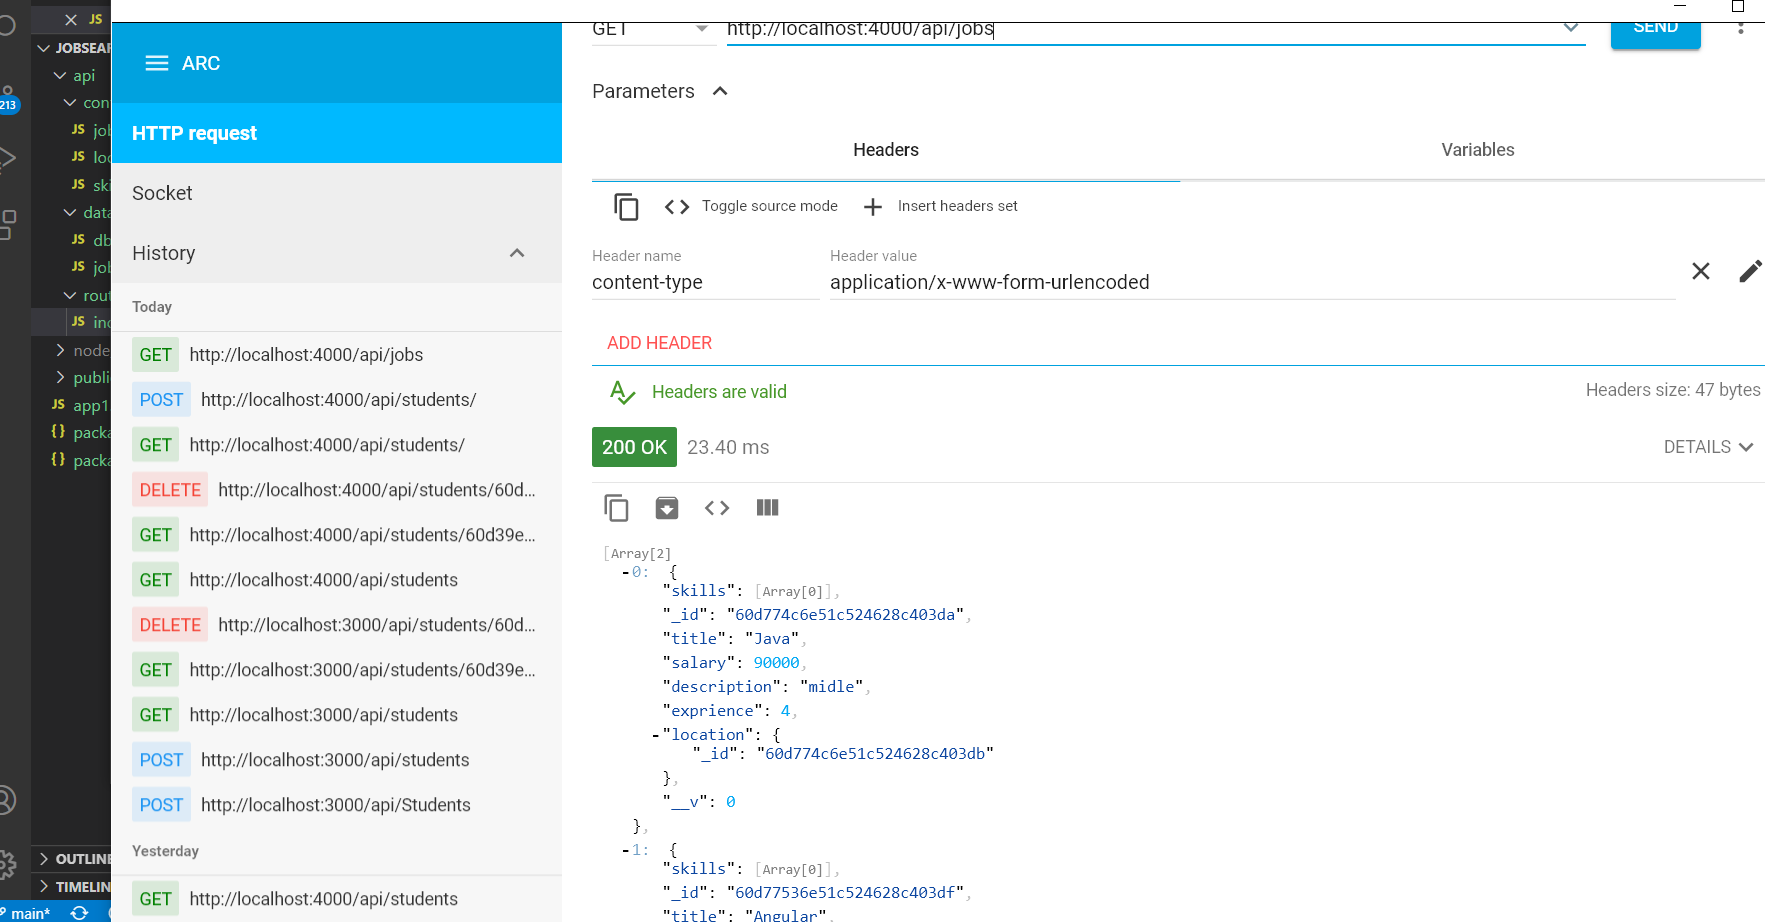 JS
JOBSEAR
213
api
con
JS job
JS loc
JS ski
data
JS db
JS job
rout
JS ind
node
publi
JS app1
{} packa
{} packa
OUTLINE
TIMELIN
main*
ARC
HTTP request
Socket
History
Today
GET http://localhost:4000/api/jobs
POST http://localhost:4000/api/students/
GET http://localhost:4000/api/students/
DELETE http://localhost:4000/api/students/60d...
GET http://localhost:4000/api/students/60d39e...
GET http://localhost:4000/api/students
DELETE http://localhost:3000/api/students/60d...
GET http://localhost:3000/api/students/60d39e...
GET http://localhost:3000/api/students
POST http://localhost:3000/api/students
POST http://localhost:3000/api/Students
Yesterday
GET http://localhost:4000/api/students
GET http://localhost:4000/api/jobs SEND
Parameters
Headers Variables
Toggle source mode Insert headers set
Header name Header value
content-type application/x-www-form-urlencoded
ADD HEADER
Headers are valid Headers size: 47 bytes
200 OK 23.40 ms DETAILS
[Array[2]
-0: {
"skills": [Array[0]],
"_id": "60d774c6e51c524628c403da",
"title": "Java",
"salary": 90000,
"description": "midle",
"exprience": 4,
-"location": {
"_id": "60d774c6e51c524628c403db"
},
"__v": 0
},
-1: {
"skills": [Array[0]],
"_id": "60d77536e51c524628c403df",
"title": "Angular",